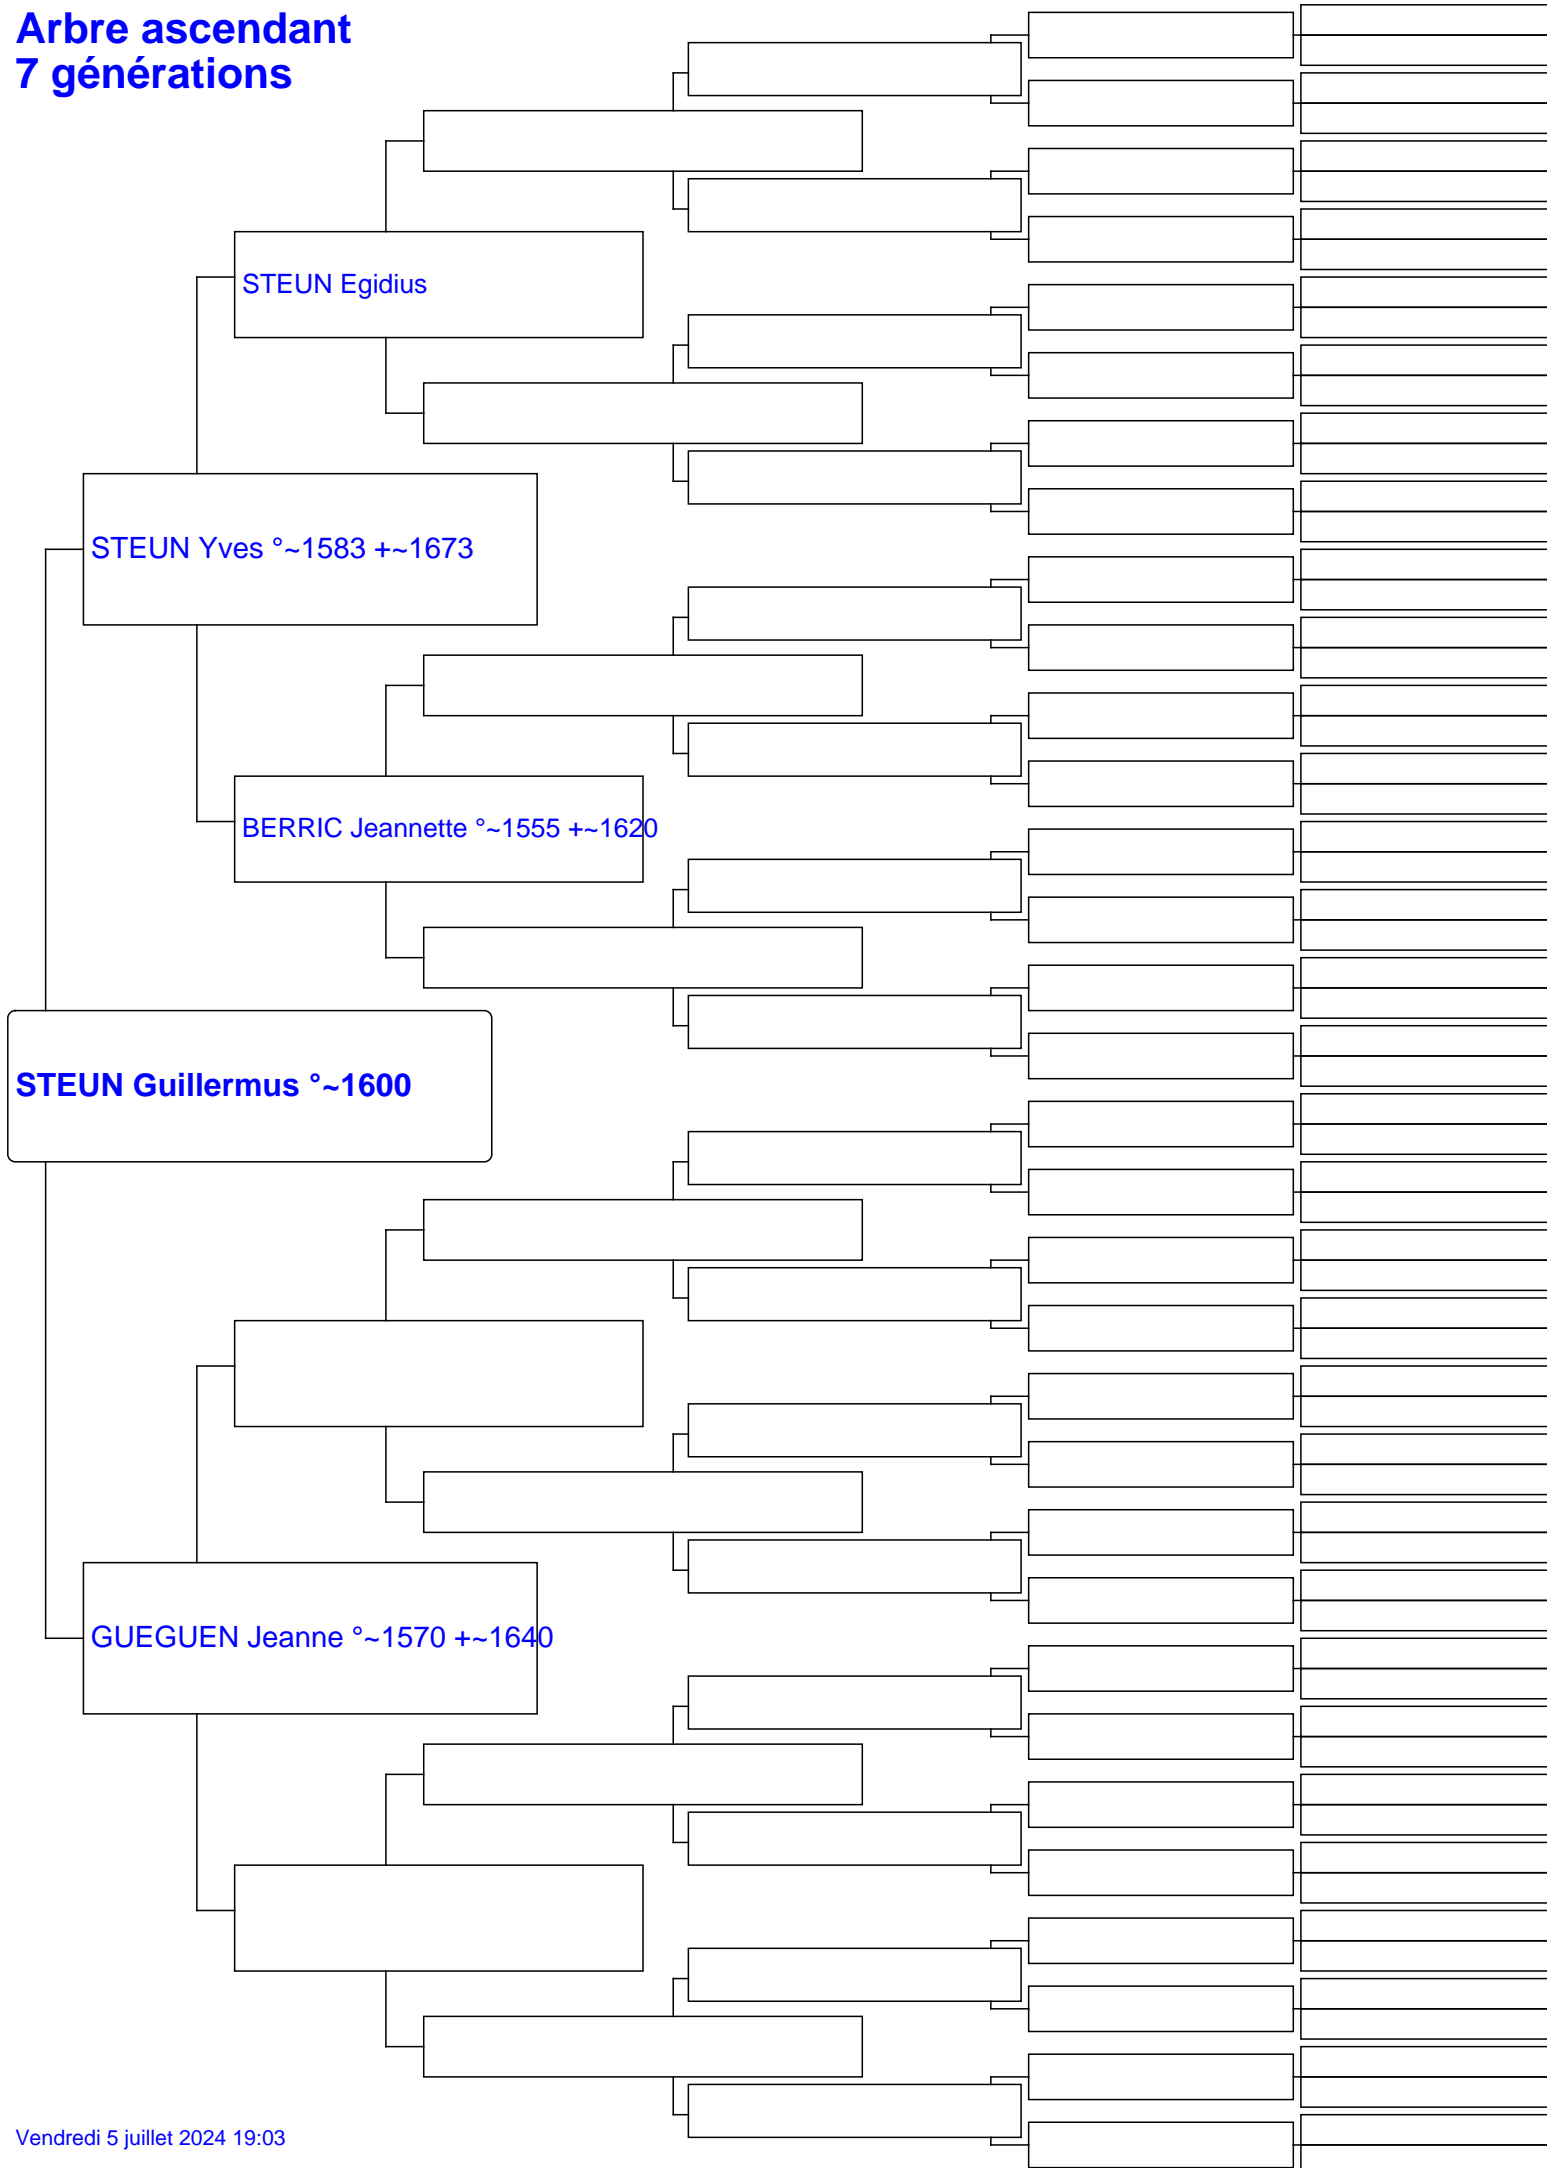 Arbre ascendant
7 générations
STEUN Egidius
STEUN Yves °~1583 +~1673
BERRIC Jeannette °~1555 +~1620
STEUN Guillermus °~1600
GUEGUEN Jeanne °~1570 +~1640
Vendredi 5 juillet 2024 19:03